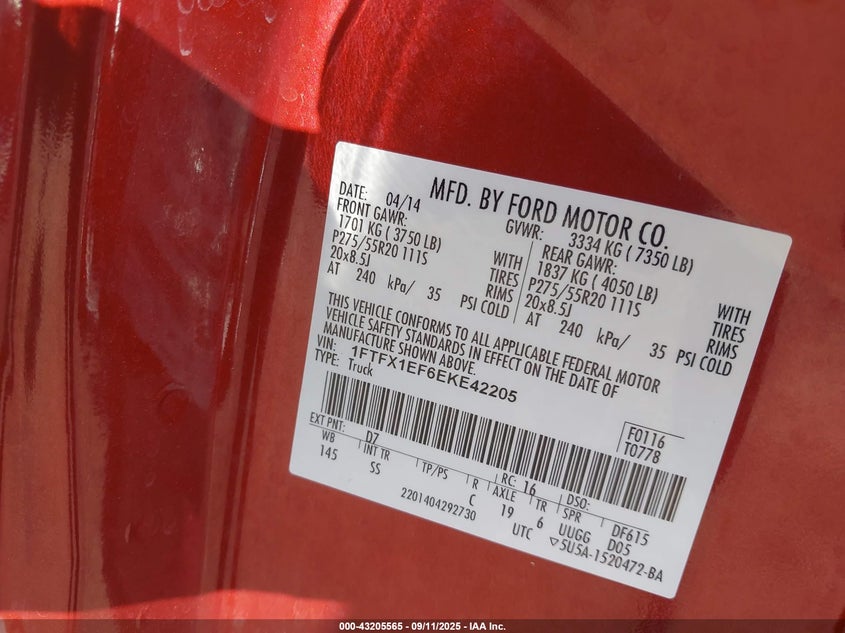 MFD. BY FORD MOTOR CO.
DATE: 04/14 GVWR: 3334 KG ( 7350 LB)
FRONT GAWR: REAR GAWR:
1701 KG ( 3750 LB) WITH 1837 KG ( 4050 LB) WITH
P275/55R20 111S TIRES P275/55R20 111S TIRES
20x8.5J RIMS 20x8.5J RIMS
AT 240 kPa/ 35 PSI COLD AT 240 kPa/ 35 PSI COLD
THIS VEHICLE CONFORMS TO ALL APPLICABLE FEDERAL MOTOR
VEHICLE SAFETY STANDARDS IN EFFECT ON THE DATE OF
MANUFACTURE SHOWN ABOVE.
VIN: 1FTFX1EF6EKE42205
TYPE: Truck
F0116
T0778
EXT PNT: D7 RC: 16 DSO:
WB INT TR TP/PS R AXLE TR SPR DF615
145 SS C 19 6 UUGG D05
2201404292730 UTC ▽5U5A-1520472-BA
000-43205565 - 09/11/2025 - IAA Inc.